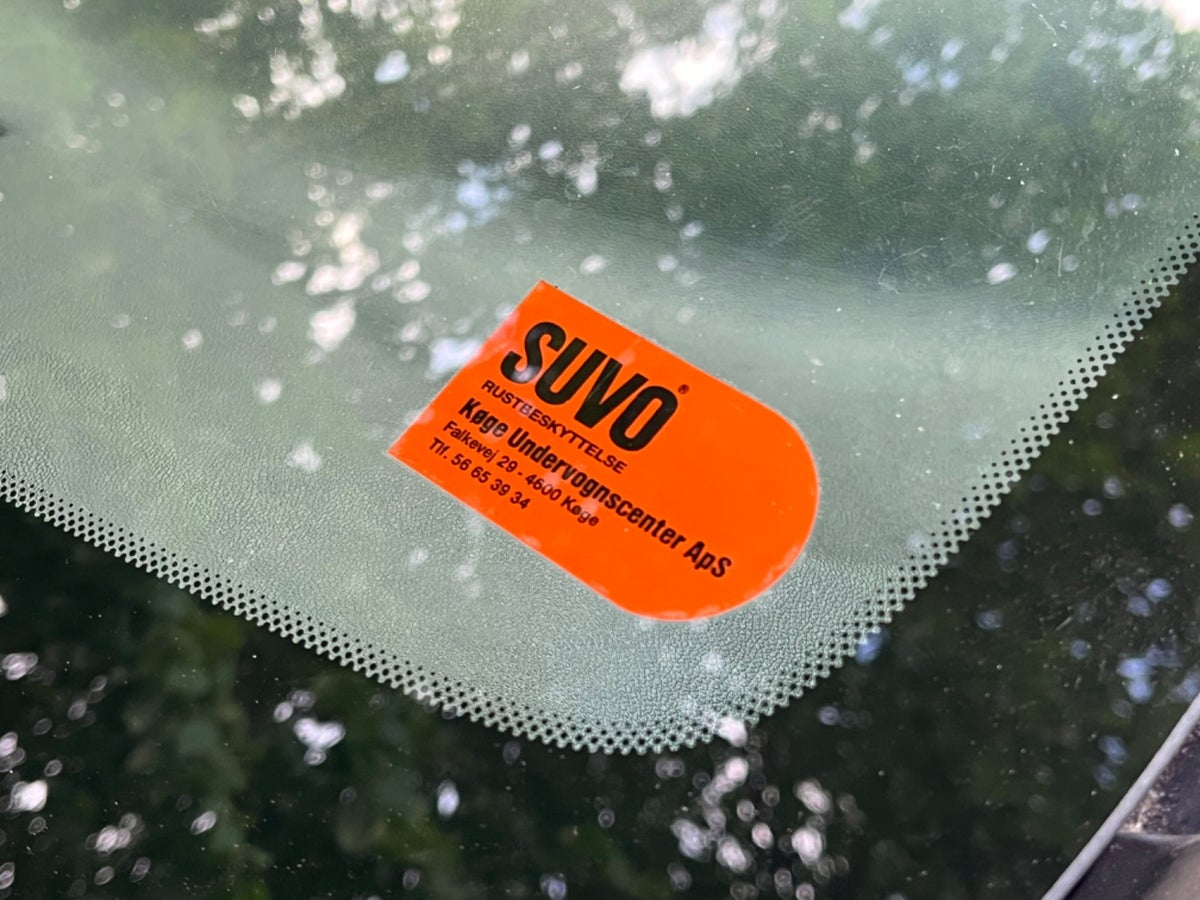 SUVO®
RUSTBESKYTTELSE
Køge Undervognscenter ApS
Falkevej 29 - 4600 Køge
Tlf. 56 65 39 34